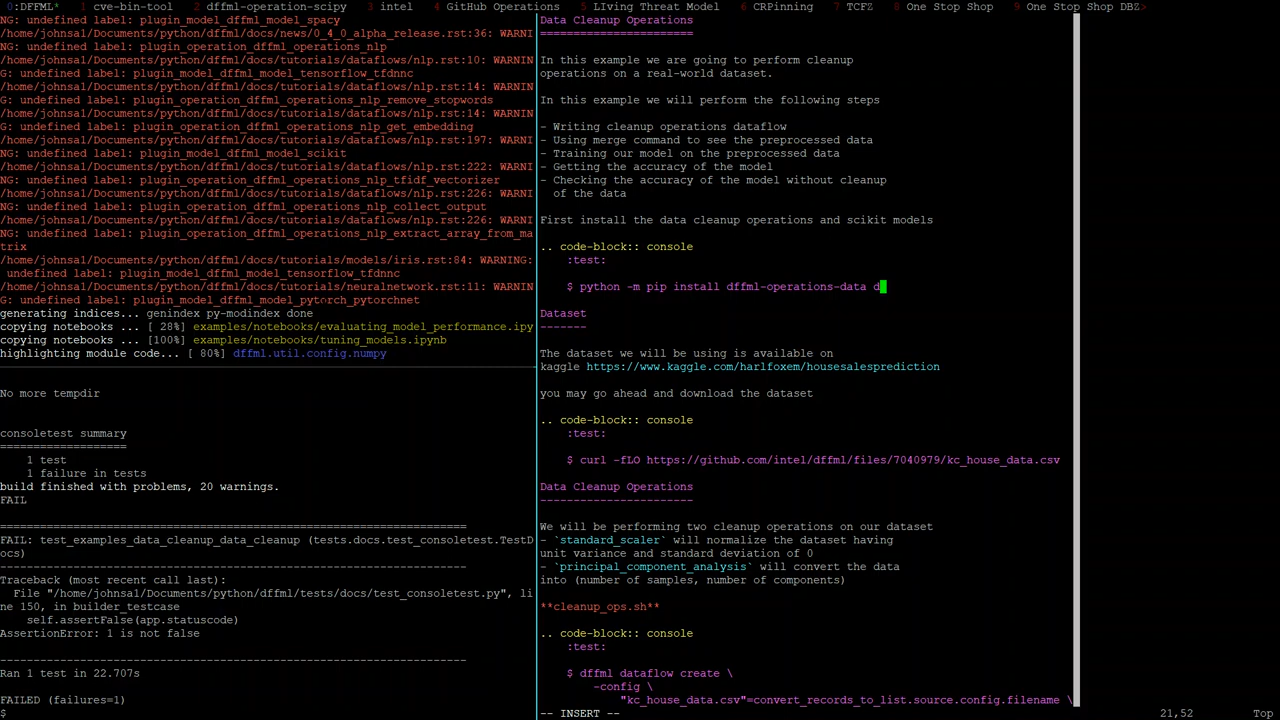 0:DFFML* 1 cve-bin-tool 2 dffml-operation-scipy 3 intel 4 GitHub Operations 5 LIving Threat Model 6 CRPinning 7 TCFZ 8 One Stop Shop 9 One Stop Shop DBZ>
NG: undefined label: plugin_model_dffml_model_spacy
/home/johnsa1/Documents/python/dffml/docs/news/0_4_0_alpha_release.rst:36: WARNI
NG: undefined label: plugin_operation_dffml_operations_nlp
/home/johnsa1/Documents/python/dffml/docs/tutorials/dataflows/nlp.rst:10: WARNIN
G: undefined label: plugin_model_dffml_model_tensorflow_tfdnnc
/home/johnsa1/Documents/python/dffml/docs/tutorials/dataflows/nlp.rst:14: WARNIN
G: undefined label: plugin_operation_dffml_operations_nlp_remove_stopwords
/home/johnsa1/Documents/python/dffml/docs/tutorials/dataflows/nlp.rst:14: WARNIN
G: undefined label: plugin_operation_dffml_operations_nlp_get_embedding
/home/johnsa1/Documents/python/dffml/docs/tutorials/dataflows/nlp.rst:197: WARNI
NG: undefined label: plugin_model_dffml_model_scikit
/home/johnsa1/Documents/python/dffml/docs/tutorials/dataflows/nlp.rst:222: WARNI
NG: undefined label: plugin_operation_dffml_operations_nlp_tfidf_vectorizer
/home/johnsa1/Documents/python/dffml/docs/tutorials/dataflows/nlp.rst:226: WARNI
NG: undefined label: plugin_operation_dffml_operations_nlp_collect_output
/home/johnsa1/Documents/python/dffml/docs/tutorials/dataflows/nlp.rst:226: WARNI
NG: undefined label: plugin_operation_dffml_operations_nlp_extract_array_from_ma
trix
/home/johnsa1/Documents/python/dffml/docs/tutorials/models/iris.rst:84: WARNING:
undefined label: plugin_model_dffml_model_tensorflow_tfdnnc
/home/johnsa1/Documents/python/dffml/docs/tutorials/neuralnetwork.rst:11: WARNIN
G: undefined label: plugin_model_dffml_model_pytorch_pytorchnet
generating indices... genindex py-modindex done
copying notebooks ... [ 28%] examples/notebooks/evaluating_model_performance.ipy
copying notebooks ... [100%] examples/notebooks/tuning_models.ipynb
highlighting module code... [ 80%] dffml.util.config.numpy
No more tempdir
consoletest summary
===================
1 test
1 failure in tests
build finished with problems, 20 warnings.
FAIL
======================================================================
FAIL: test_examples_data_cleanup_data_cleanup (tests.docs.test_consoletest.TestD
ocs)
----------------------------------------------------------------------
Traceback (most recent call last):
File "/home/johnsa1/Documents/python/dffml/tests/docs/test_consoletest.py", li
ne 150, in builder_testcase
self.assertFalse(app.statuscode)
AssertionError: 1 is not false
----------------------------------------------------------------------
Ran 1 test in 22.707s
FAILED (failures=1)
$
Data Cleanup Operations
=======================
In this example we are going to perform cleanup
operations on a real-world dataset.
In this example we will perform the following steps
- Writing cleanup operations dataflow
- Using merge command to see the preprocessed data
- Training our model on the preprocessed data
- Getting the accuracy of the model
- Checking the accuracy of the model without cleanup
of the data
First install the data cleanup operations and scikit models
.. code-block:: console
:test:
$ python -m pip install dffml-operations-data d
Dataset
-------
The dataset we will be using is available on
kaggle https://www.kaggle.com/harlfoxem/housesalesprediction
you may go ahead and download the dataset
.. code-block:: console
:test:
$ curl -fLO https://github.com/intel/dffml/files/7040979/kc_house_data.csv
Data Cleanup Operations
-----------------------
We will be performing two cleanup operations on our dataset
- `standard_scaler` will normalize the dataset having
unit variance and standard deviation of 0
- `principal_component_analysis` will convert the data
into (number of samples, number of components)
**cleanup_ops.sh**
.. code-block:: console
:test:
$ dffml dataflow create \
-config \
"kc_house_data.csv"=convert_records_to_list.source.config.filename \
-- INSERT -- 21,52 Top